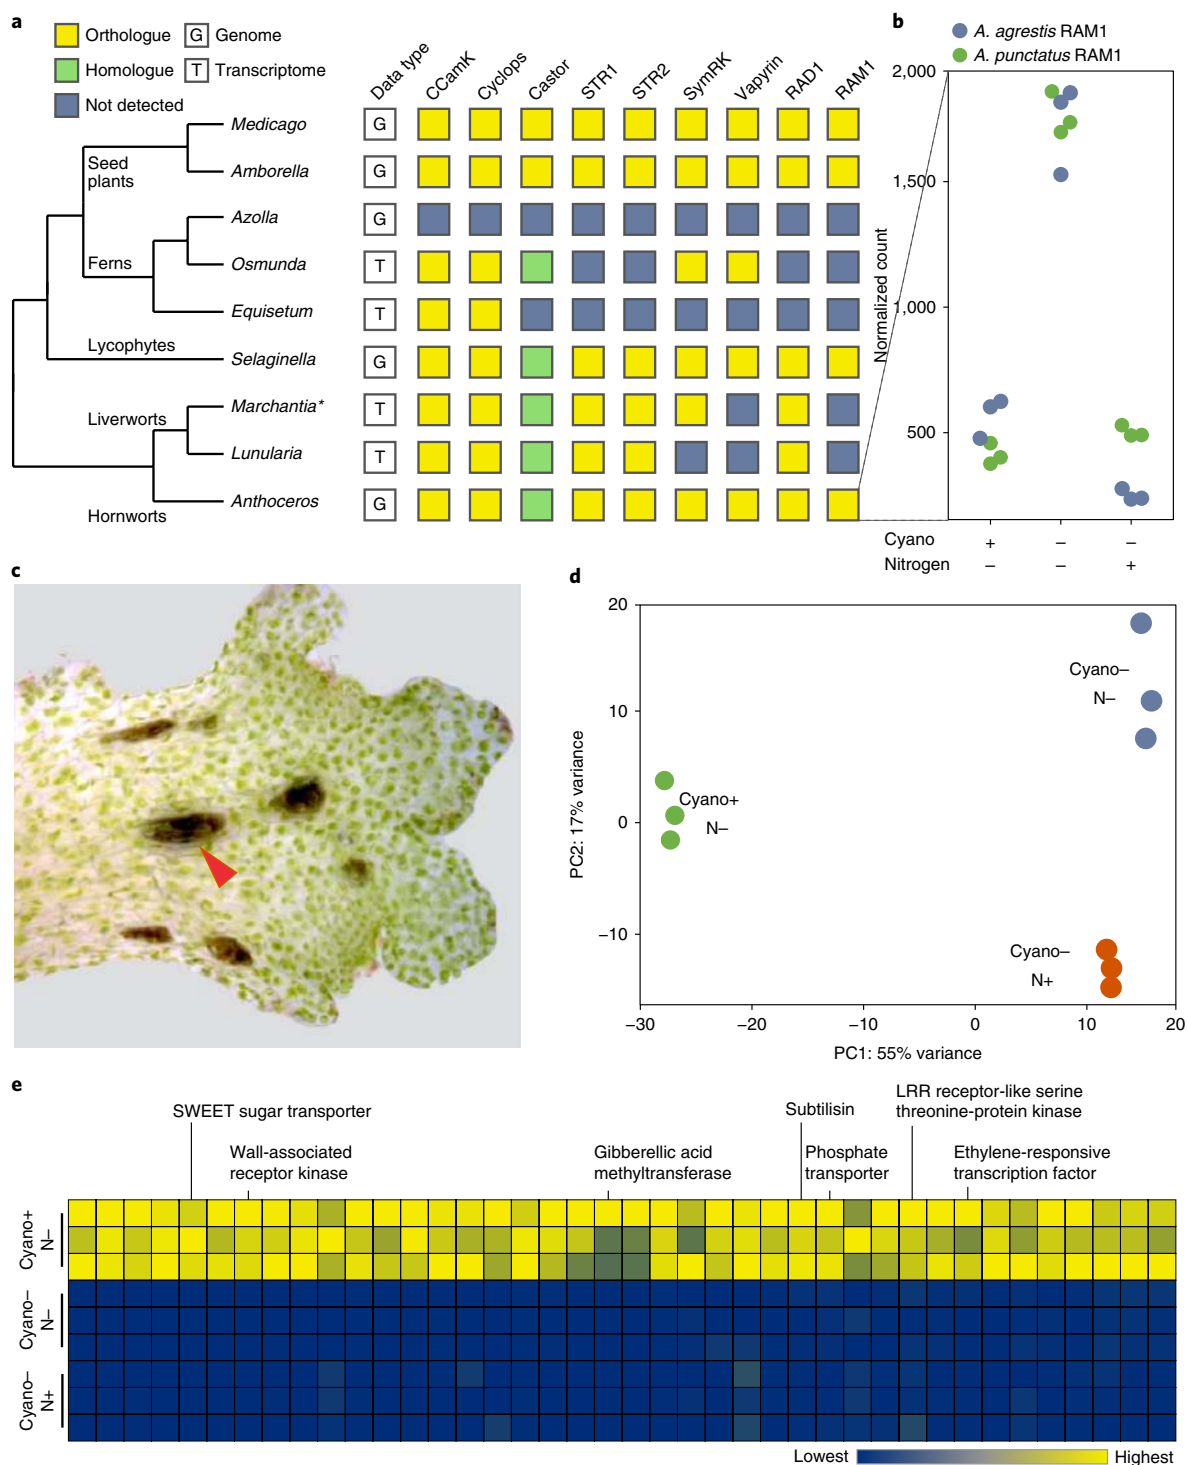 a
Orthologue
G Genome
Homologue
T Transcriptome
Not detected
Data type
CCamK
Cyclops
Castor
STR1
STR2
SymRK
Vapyrin
RAD1
RAM1
Seed
plants
Ferns
Lycophytes
Liverworts
Hornworts
Medicago
G
Amborella
G
Azolla
G
Osmunda
T
Equisetum
T
Selaginella
G
Marchantia*
T
Lunularia
T
Anthoceros
G
b
A. agrestis RAM1
A. punctatus RAM1
Normalized count
2,000
1,500
1,000
500
Cyano + – –
Nitrogen – – +
c
d
PC2: 17% variance
20
10
0
–10
Cyano–
N–
Cyano+
N–
Cyano–
N+
–30 –20 –10 0 10 20
PC1: 55% variance
e
SWEET sugar transporter
Wall-associated
receptor kinase
Gibberellic acid
methyltransferase
Subtilisin
Phosphate
transporter
LRR receptor-like serine
threonine-protein kinase
Ethylene-responsive
transcription factor
Cyano+
N–
Cyano–
N–
Cyano–
N+
Lowest
Highest